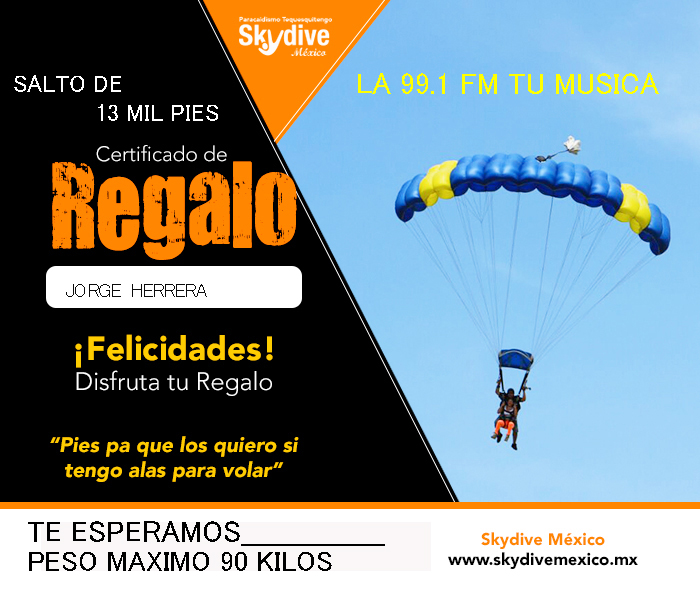 Paracaidismo Tequesquitengo
Skydive
México
SALTO DE
13 MIL PIES
LA 99.1 FM TU MUSICA
Certificado de
Regalo
JORGE HERRERA
¡Felicidades!
Disfruta tu Regalo
“Pies pa que los quiero si
tengo alas para volar”
TE ESPERAMOS__________
PESO MAXIMO 90 KILOS
Skydive México
www.skydivemexico.mx